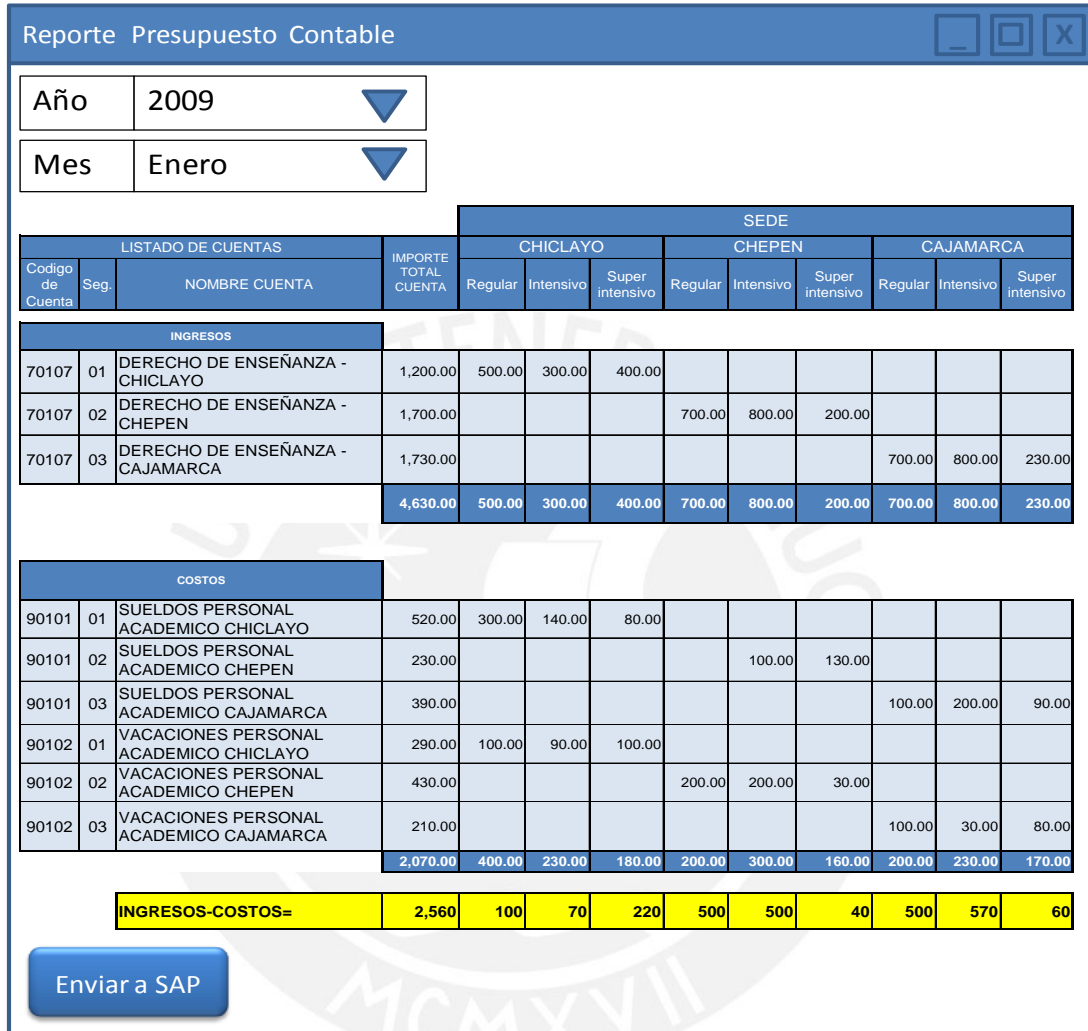 Reporte Presupuesto Contable _ X
Año 2009
Mes Enero
SEDE
LISTADO DE CUENTAS IMPORTE TOTAL CUENTA CHICLAYO CHEPEN CAJAMARCA
Codigo de Cuenta Seg. NOMBRE CUENTA Regular Intensivo Super intensivo Regular Intensivo Super intensivo Regular Intensivo Super intensivo
INGRESOS
70107 01 DERECHO DE ENSEÑANZA - CHICLAYO 1,200.00 500.00 300.00 400.00
70107 02 DERECHO DE ENSEÑANZA - CHEPEN 1,700.00 700.00 800.00 200.00
70107 03 DERECHO DE ENSEÑANZA - CAJAMARCA 1,730.00 700.00 800.00 230.00
4,630.00 500.00 300.00 400.00 700.00 800.00 200.00 700.00 800.00 230.00
COSTOS
90101 01 SUELDOS PERSONAL ACADEMICO CHICLAYO 520.00 300.00 140.00 80.00
90101 02 SUELDOS PERSONAL ACADEMICO CHEPEN 230.00 100.00 130.00
90101 03 SUELDOS PERSONAL ACADEMICO CAJAMARCA 390.00 100.00 200.00 90.00
90102 01 VACACIONES PERSONAL ACADEMICO CHICLAYO 290.00 100.00 90.00 100.00
90102 02 VACACIONES PERSONAL ACADEMICO CHEPEN 430.00 200.00 200.00 30.00
90102 03 VACACIONES PERSONAL ACADEMICO CAJAMARCA 210.00 100.00 30.00 80.00
2,070.00 400.00 230.00 180.00 200.00 300.00 160.00 200.00 230.00 170.00
INGRESOS-COSTOS= 2,560 100 70 220 500 500 40 500 570 60
Enviar a SAP
MCMXVII